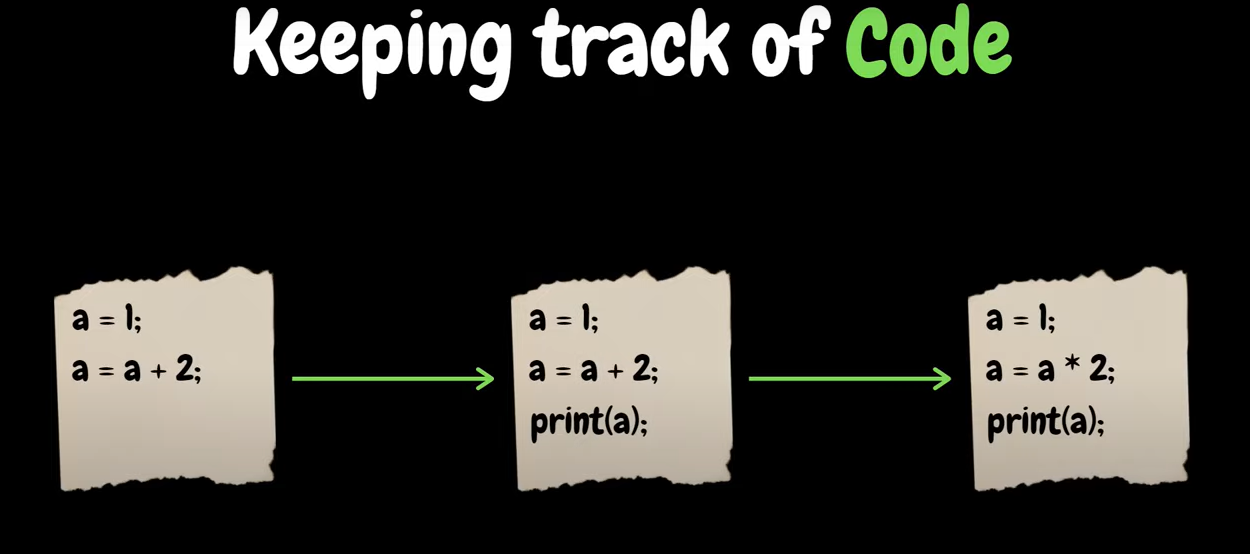 Keeping track of Code
a = 1;
a = a + 2;
a = 1;
a = a + 2;
print(a);
a = 1;
a = a * 2;
print(a);